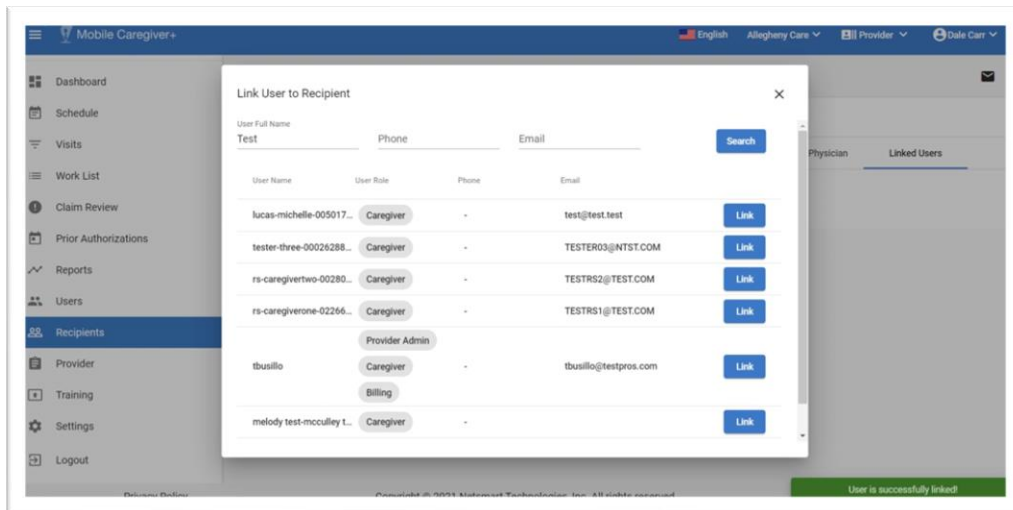 Mobile Caregiver+
English Allegheny Care Provider Dale Carr
Dashboard
Schedule
Visits
Work List
Claim Review
Prior Authorizations
Reports
Users
Recipients
Provider
Training
Settings
Logout
Physician Linked Users
Link User to Recipient
User Full Name
Test Phone Email Search
User Name User Role Phone Email
lucas-michelle-005017... Caregiver - test@test.test Link
tester-three-00026288... Caregiver - TESTER03@NTST.COM Link
rs-caregivertwo-00280... Caregiver - TESTRS2@TEST.COM Link
rs-caregiverone-02266... Caregiver - TESTRS1@TEST.COM Link
Provider Admin
tbusillo Caregiver - tbusillo@testpros.com Link
Billing
melody test-mcculley t... Caregiver - Link
Privacy Policy Copyright © 2021 Netsmart Technologies, Inc. All rights reserved
User is successfully linked!